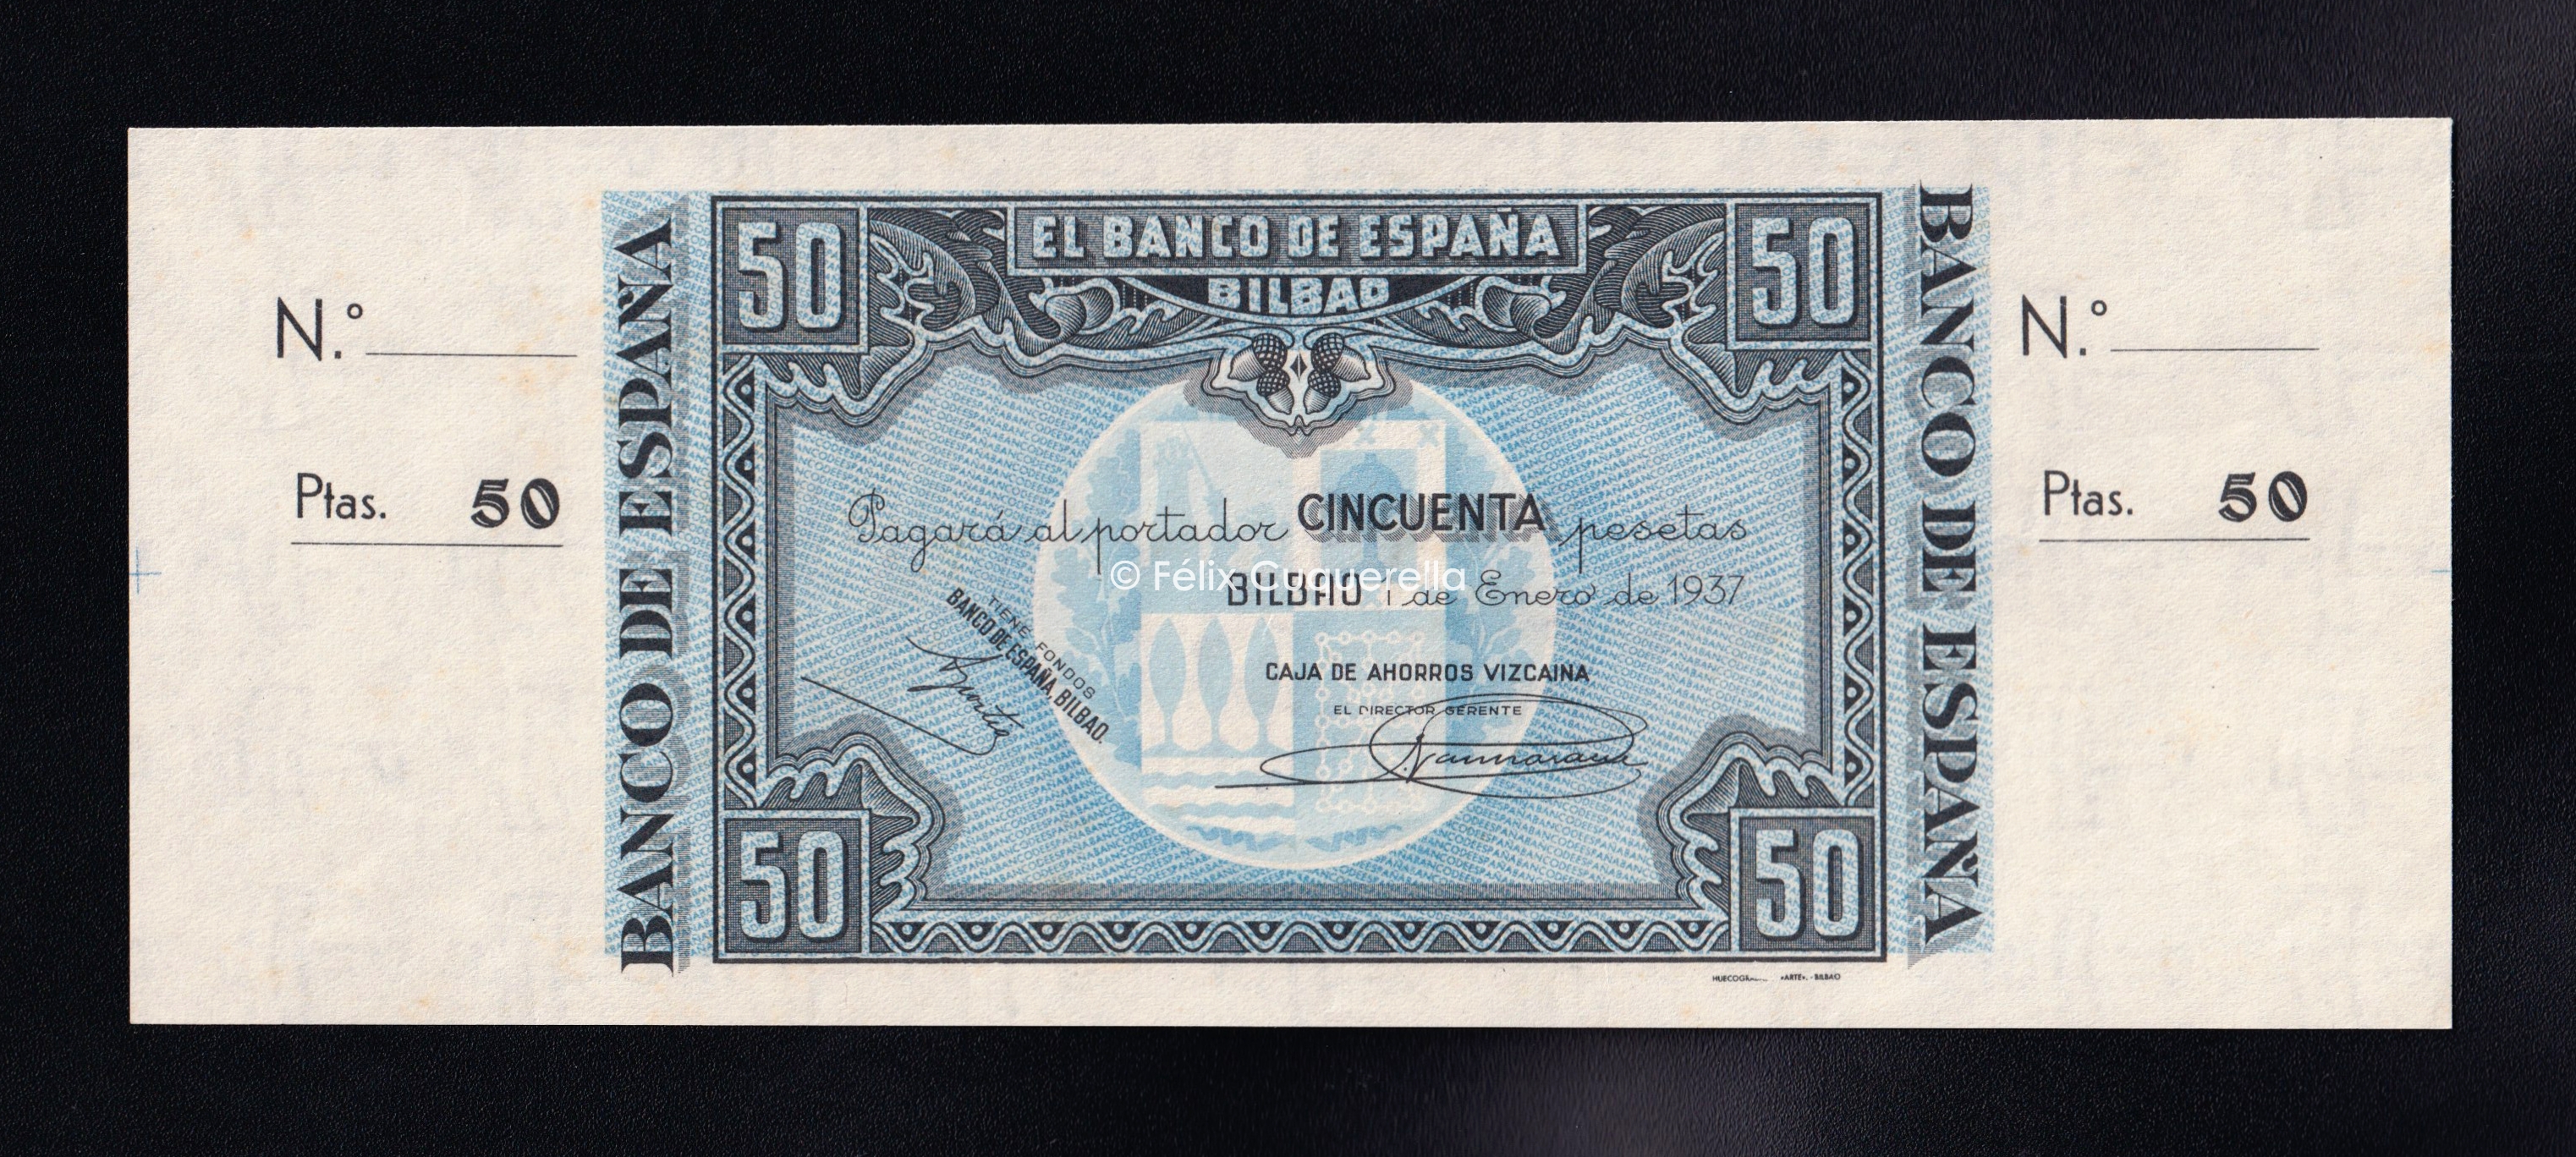 50
EL BANCO DE ESPAÑA
50
BILBAO
BANCO DE ESPAÑA
BANCO DE ESPAÑA
N.º
Ptas. 50
N.º
Ptas. 50
Pagará al portador CINCUENTA pesetas
© Félix Cuquerella
BILBAO 1 de Enero de 1937
TIENE FONDOS
BANCO DE ESPAÑA, BILBAO.
CAJA DE AHORROS VIZCAINA
EL DIRECTOR GERENTE
50
50
«ARTE». - BILBAO